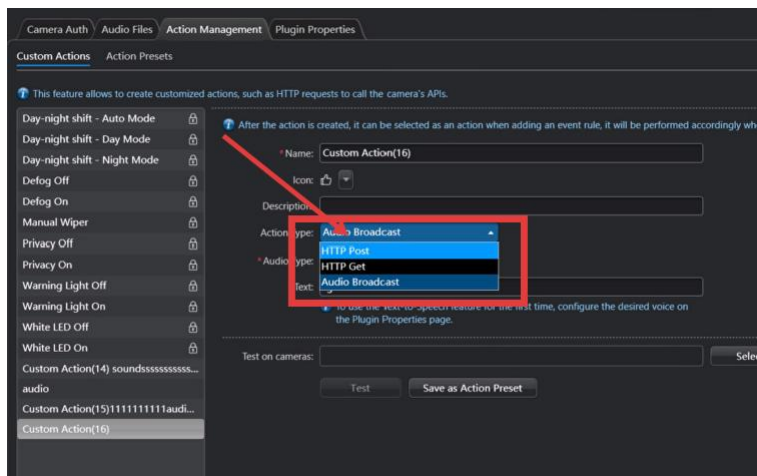 Camera Auth Audio Files Action Management Plugin Properties
Custom Actions Action Presets
This feature allows to create customized actions, such as HTTP requests to call the camera's APIs.
Day-night shift - Auto Mode
Day-night shift - Day Mode
Day-night shift - Night Mode
Defog Off
Defog On
Manual Wiper
Privacy Off
Privacy On
Warning Light Off
Warning Light On
White LED Off
White LED On
Custom Action(14) soundssssssssss...
audio
Custom Action(15)1111111111audi...
Custom Action(16)
After the action is created, it can be selected as an action when adding an event rule, it will be performed accordingly
*Name: Custom Action(16)
Icon:
Description:
Action Type: Audio Broadcast
HTTP Post
HTTP Get
Audio Broadcast
*Audio Type:
Text:
To use the Text-to-Speech feature for the first time, configure the desired voice on
the Plugin Properties page.
Test on cameras:
Test Save as Action Preset